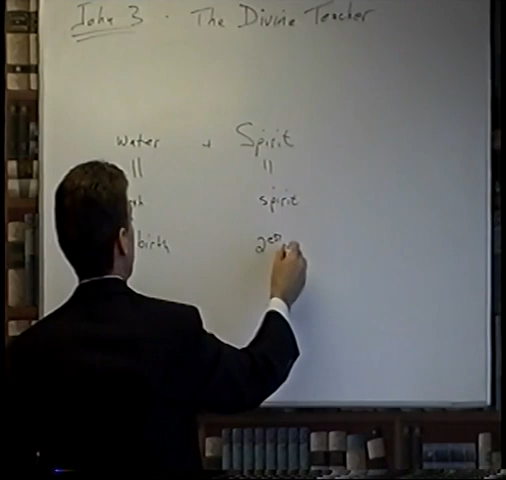 John 3 . The Divine Teacher
water + Spirit
" "
spirit
birth 2nd